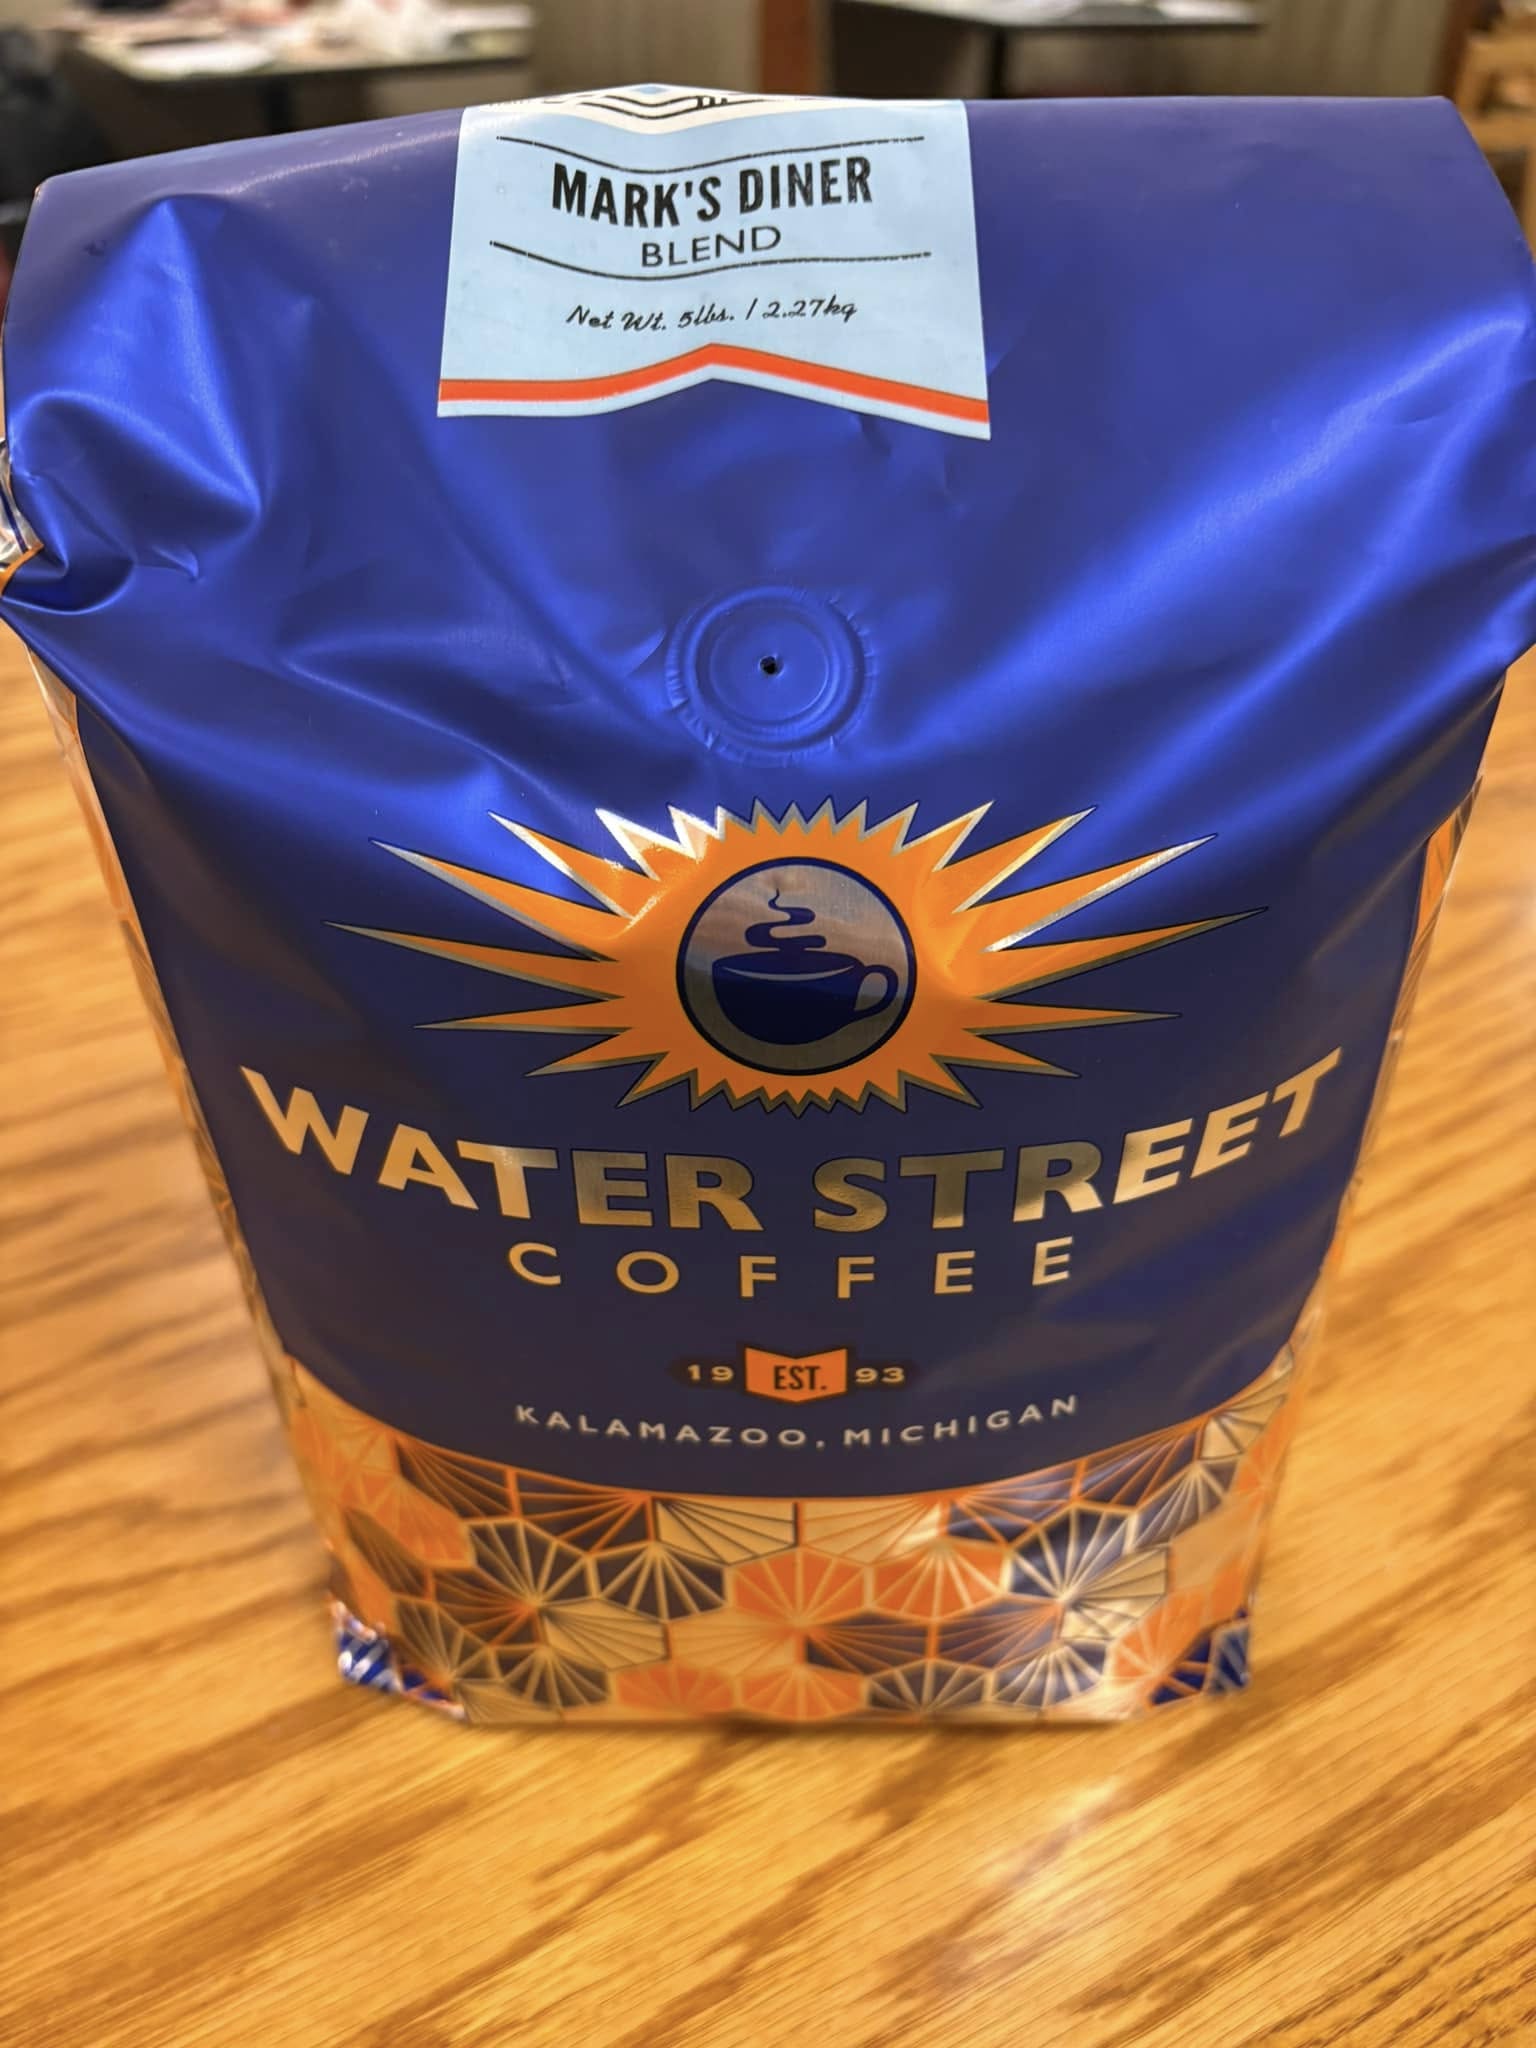 MARK'S DINER
BLEND
Net Wt. 5lbs. / 2.27kg
WATER STREET
COFFEE
19 EST. 93
KALAMAZOO, MICHIGAN